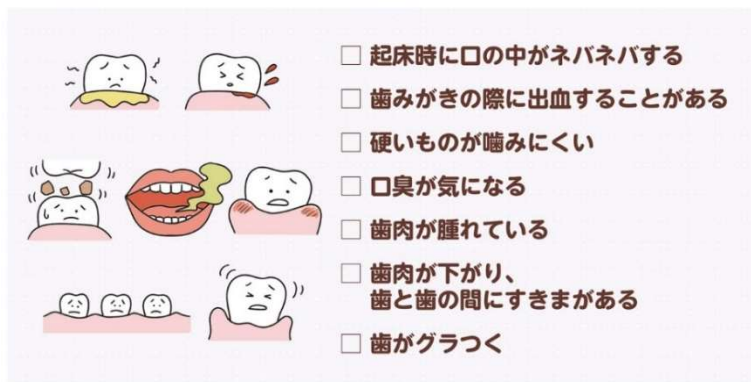 □ 起床時に口の中がネバネバする
□ 歯みがきの際に出血することがある
□ 硬いものが噛みにくい
□ 口臭が気になる
□ 歯肉が腫れている
□ 歯肉が下がり、
歯と歯の間にすきまがある
□ 歯がグラつく